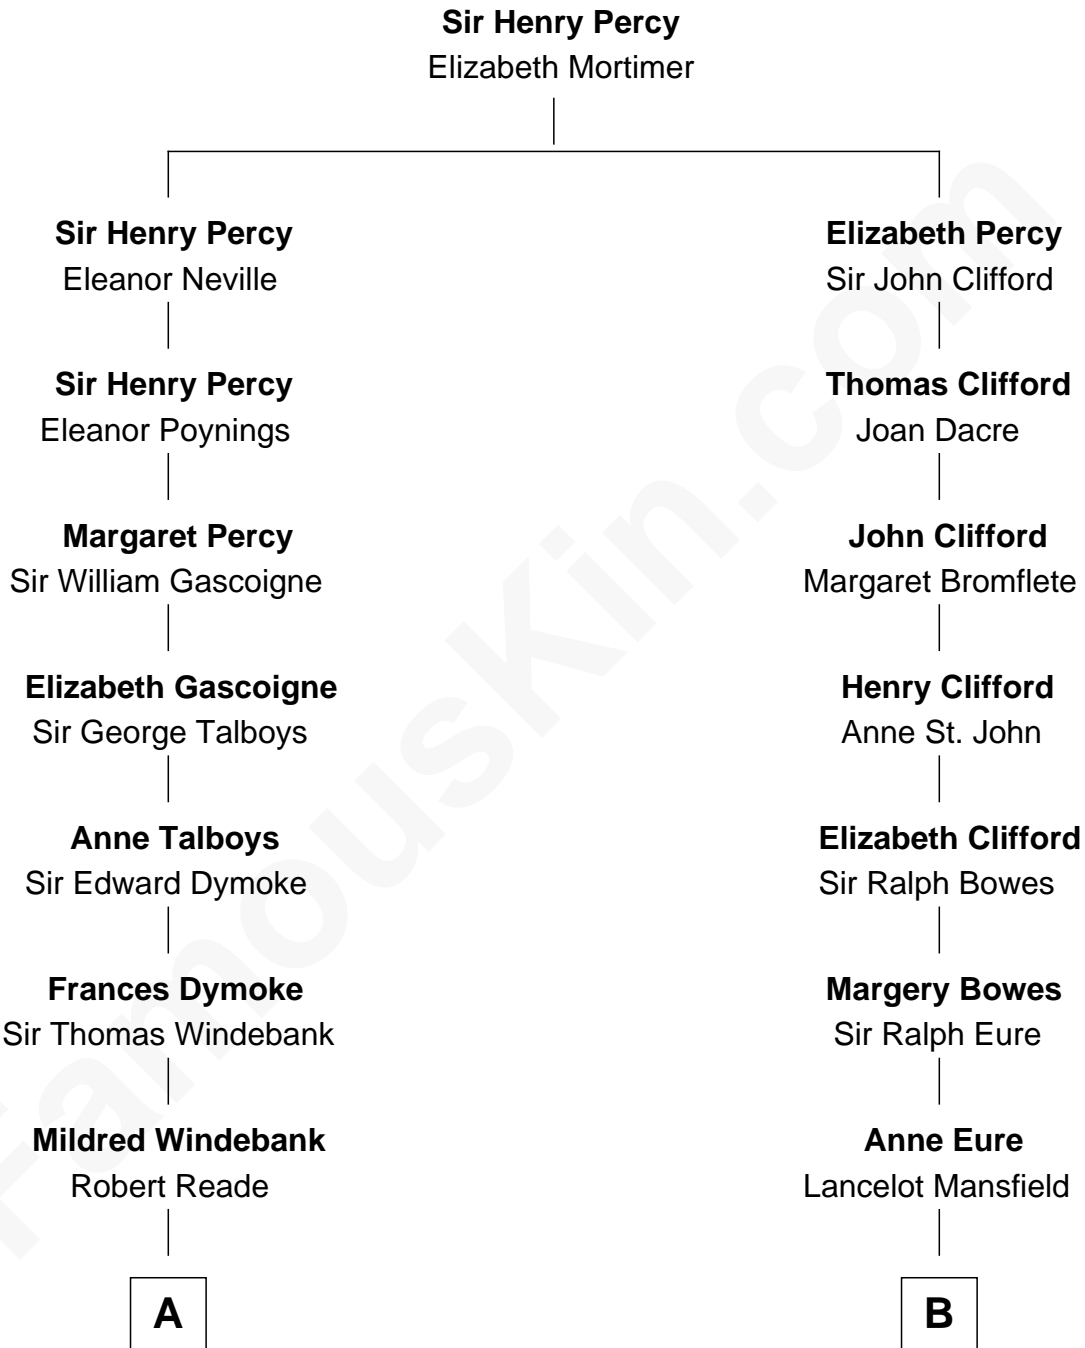 Sir Henry Percy
Elizabeth Mortimer
Sir Henry Percy
Eleanor Neville
Sir Henry Percy
Eleanor Poynings
Margaret Percy
Sir William Gascoigne
Elizabeth Gascoigne
Sir George Talboys
Anne Talboys
Sir Edward Dymoke
Frances Dymoke
Sir Thomas Windebank
Mildred Windebank
Robert Reade
A
Elizabeth Percy
Sir John Clifford
Thomas Clifford
Joan Dacre
John Clifford
Margaret Bromflete
Henry Clifford
Anne St. John
Elizabeth Clifford
Sir Ralph Bowes
Margery Bowes
Sir Ralph Eure
Anne Eure
Lancelot Mansfield
B
FamousKin.com